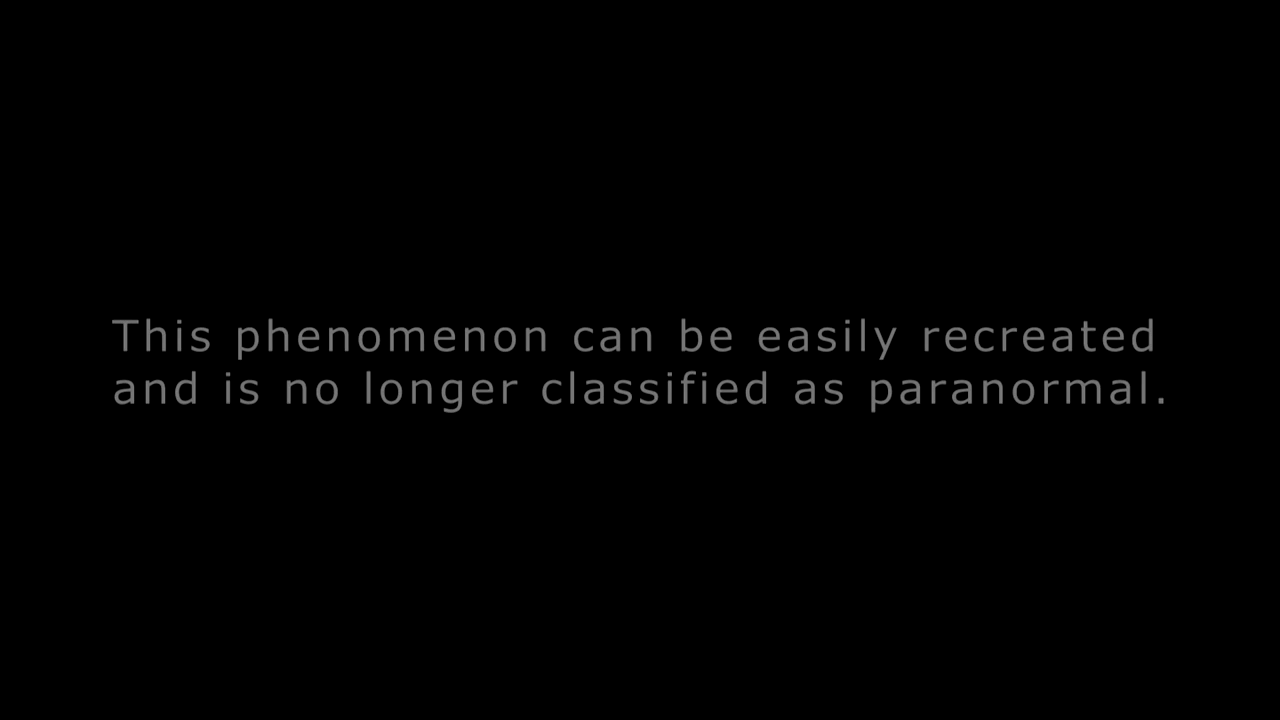 This phenomenon can be easily recreated
and is no longer classified as paranormal.